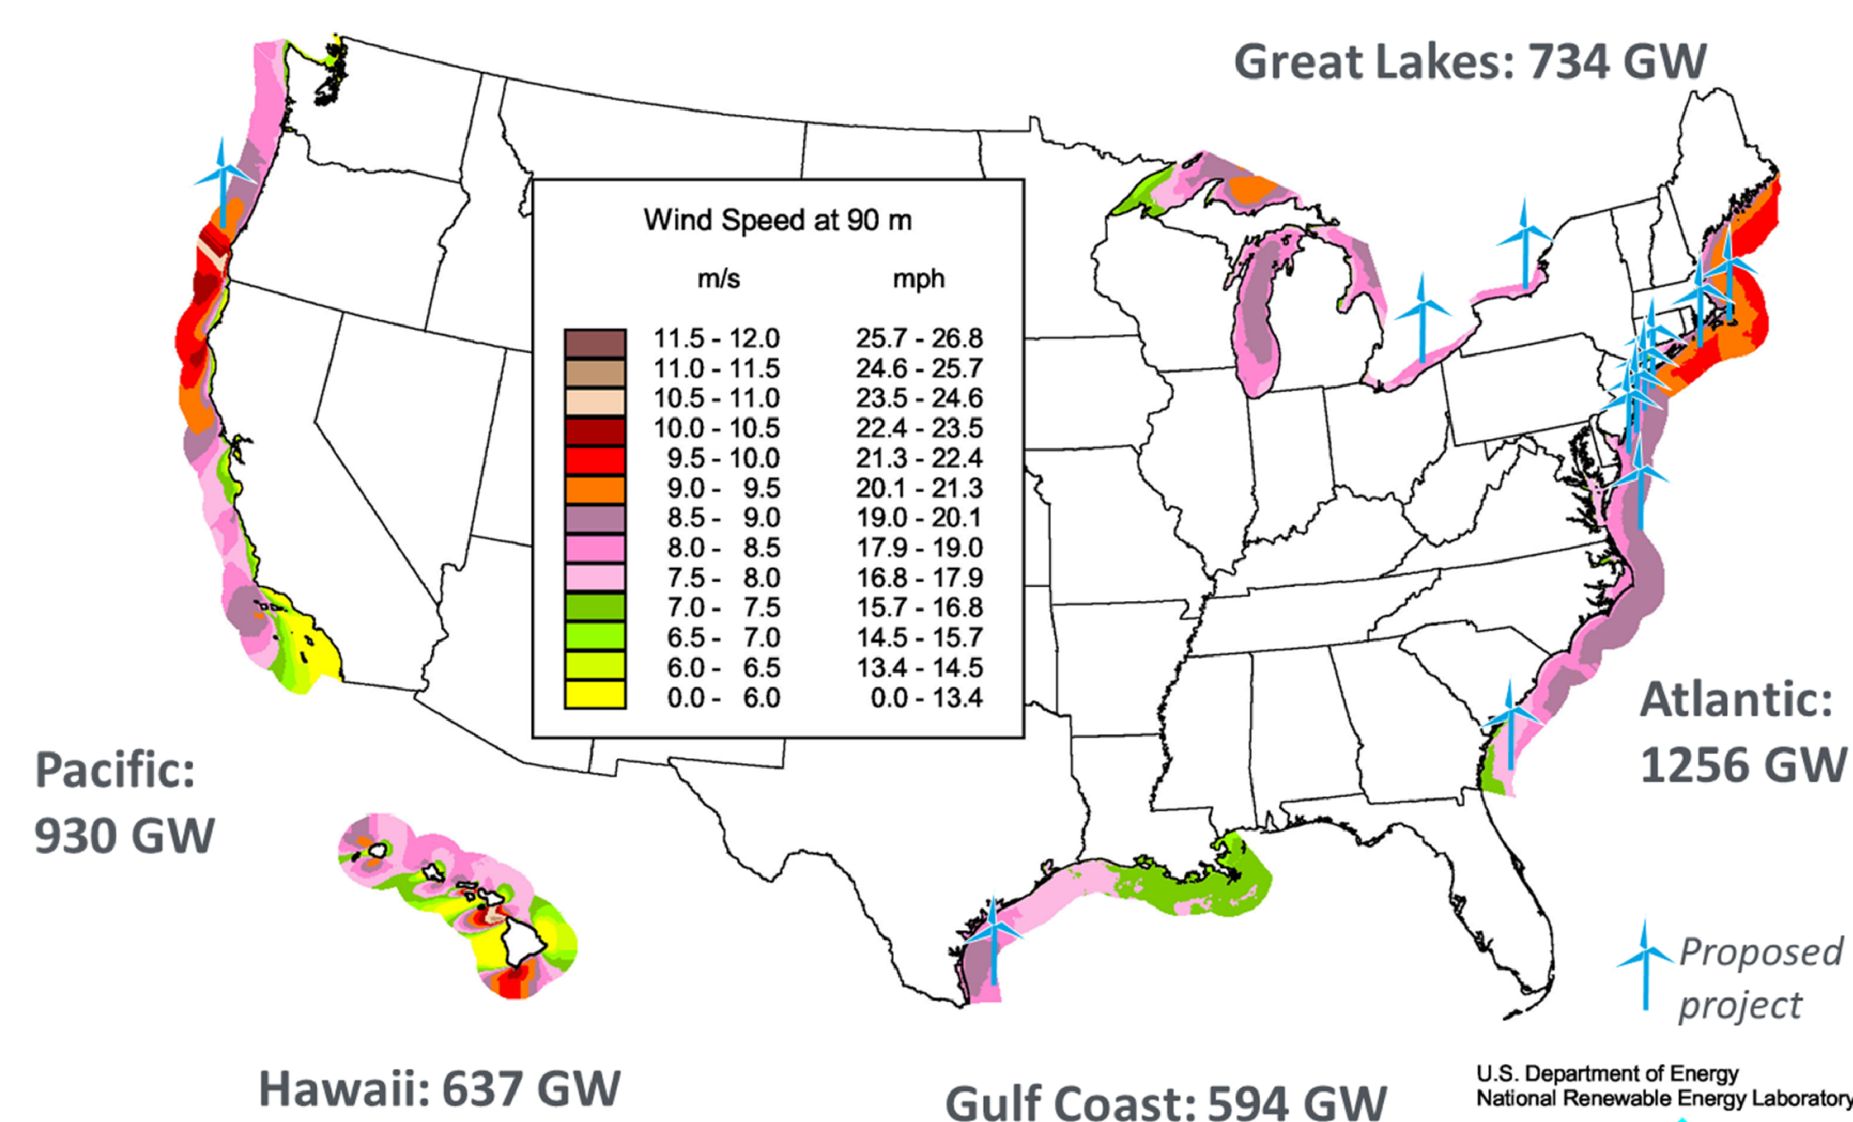 Great Lakes: 734 GW
Wind Speed at 90 m
m/s mph
11.5 - 12.0 25.7 - 26.8
11.0 - 11.5 24.6 - 25.7
10.5 - 11.0 23.5 - 24.6
10.0 - 10.5 22.4 - 23.5
9.5 - 10.0 21.3 - 22.4
9.0 - 9.5 20.1 - 21.3
8.5 - 9.0 19.0 - 20.1
8.0 - 8.5 17.9 - 19.0
7.5 - 8.0 16.8 - 17.9
7.0 - 7.5 15.7 - 16.8
6.5 - 7.0 14.5 - 15.7
6.0 - 6.5 13.4 - 14.5
0.0 - 6.0 0.0 - 13.4
Atlantic:
1256 GW
Pacific:
930 GW
Proposed
project
Hawaii: 637 GW
Gulf Coast: 594 GW
U.S. Department of Energy
National Renewable Energy Laboratory